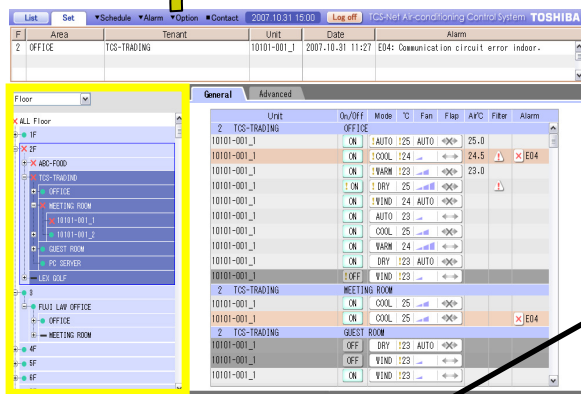 List Set ▼Schedule ▼Alarm ▼Option ■Contact 2007.10.31 15:00 Log off TCS-Net Air-conditioning Control System TOSHIBA
F Area Tenant Unit Date Alarm
2 OFFICE TCS-TRADING 10101-001_1 2007.10.31 11:27 E04: Communication circuit error indoor.
Floor
ALL Floor
1F
2F
ABC-FOOD
TCS-TRADIND
OFFICE
MEETING ROOM
10101-001_1
10101-001_2
GUEST ROOM
PC SERVER
LEX GOLF
3
FUJI LAW OFFICE
OFFICE
MEETING ROOM
4F
5F
6F
General Advanced
Unit On/Off Mode ℃ Fan Flap Air℃ Filter Alarm
2 TCS-TRADING OFFICE
10101-001_1 ON !AUTO !25 AUTO 25.0
10101-001_1 ON !COOL !24 24.5 E04
10101-001_1 ON !WARM !23 23.0
10101-001_1 !ON !DRY !25
10101-001_1 ON !WIND 24 AUTO
10101-001_1 ON AUTO 23
10101-001_1 ON COOL 25
10101-001_1 ON WARM 24
10101-001_1 ON DRY !23 AUTO
10101-001_1 !OFF WIND !23
2 TCS-TRADING MEETING ROOM
10101-001_1 ON COOL 25
10101-001_1 ON COOL 25 E04
2 TCS-TRADING GUEST ROOM
10101-001_1 OFF DRY !23 AUTO
10101-001_1 OFF WIND !23
10101-001_1 ON WIND !23